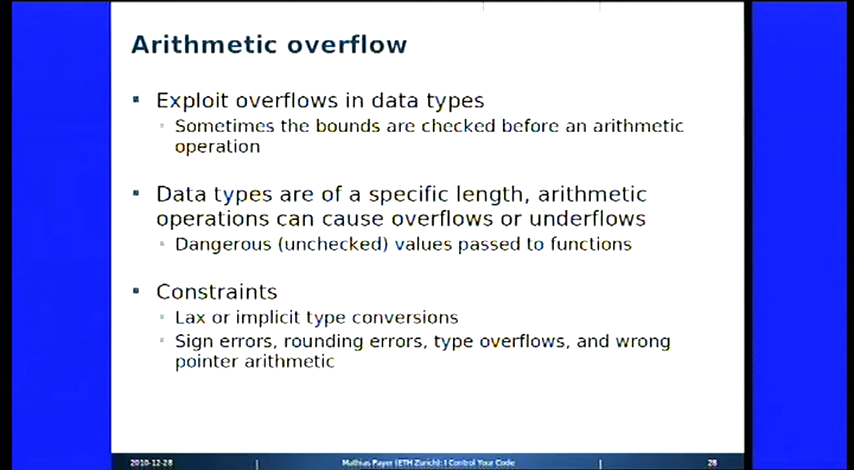 Arithmetic overflow
Exploit overflows in data types
Sometimes the bounds are checked before an arithmetic
operation
Data types are of a specific length, arithmetic
operations can cause overflows or underflows
Dangerous (unchecked) values passed to functions
Constraints
Lax or implicit type conversions
Sign errors, rounding errors, type overflows, and wrong
pointer arithmetic
2010-12-28
Mathias Payer (ETH Zurich): I Control Your Code
28